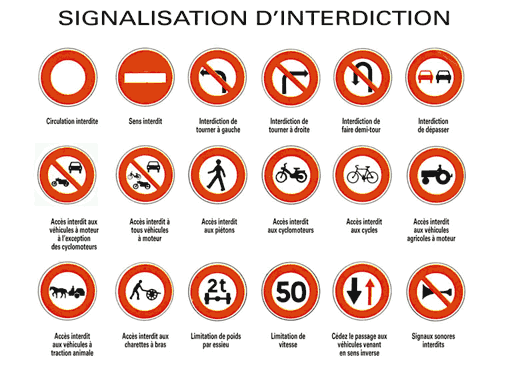 SIGNALISATION D'INTERDICTION
Circulation interdite
Sens interdit
Interdiction de
tourner à gauche
Interdiction de
tourner à droite
Interdiction de
faire demi-tour
Interdiction
de dépasser
Accès interdit aux
véhicules à moteur
à l'exception
des cyclomoteurs
Accès interdit à
tous véhicules
à moteur
Accès interdit
aux piétons
Accès interdit
aux cyclomoteurs
Accès interdit
aux cycles
Accès interdit
aux véhicules
agricoles à moteur
2t
50
Accès interdit
aux véhicules à
traction animale
Accès interdit aux
charettes à bras
Limitation de poids
par essieu
Limitation de
vitesse
Cédez le passage aux
véhicules venant
en sens inverse
Signaux sonores
interdits